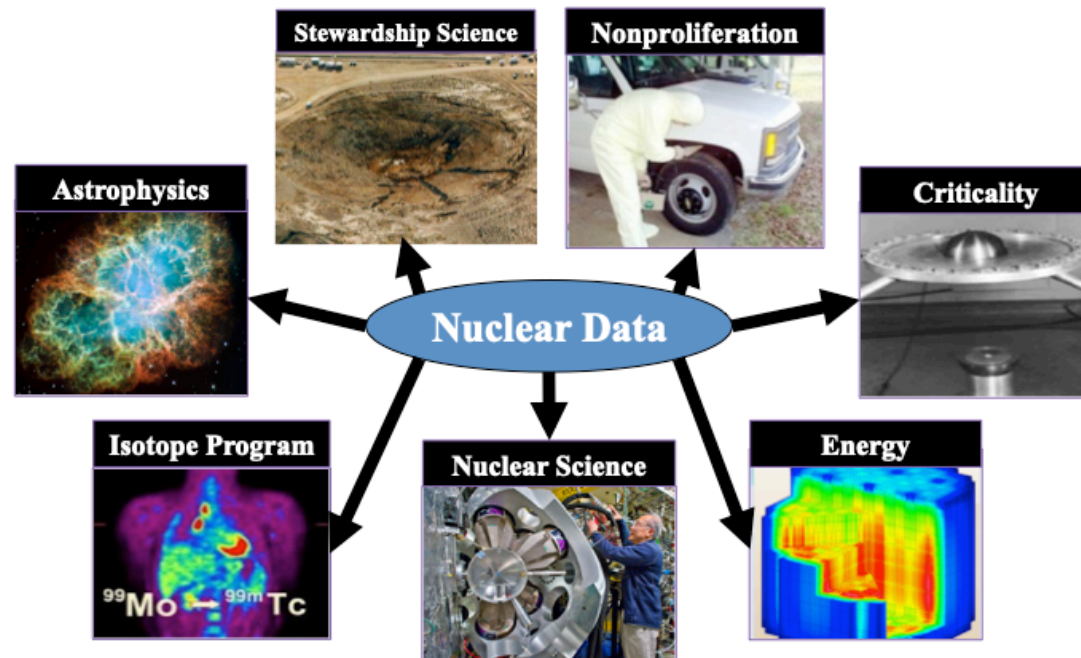 Stewardship Science
Nonproliferation
Astrophysics
Criticality
Nuclear Data
Isotope Program
Nuclear Science
Energy
⁹⁹Mo → ⁹⁹ᵐTc